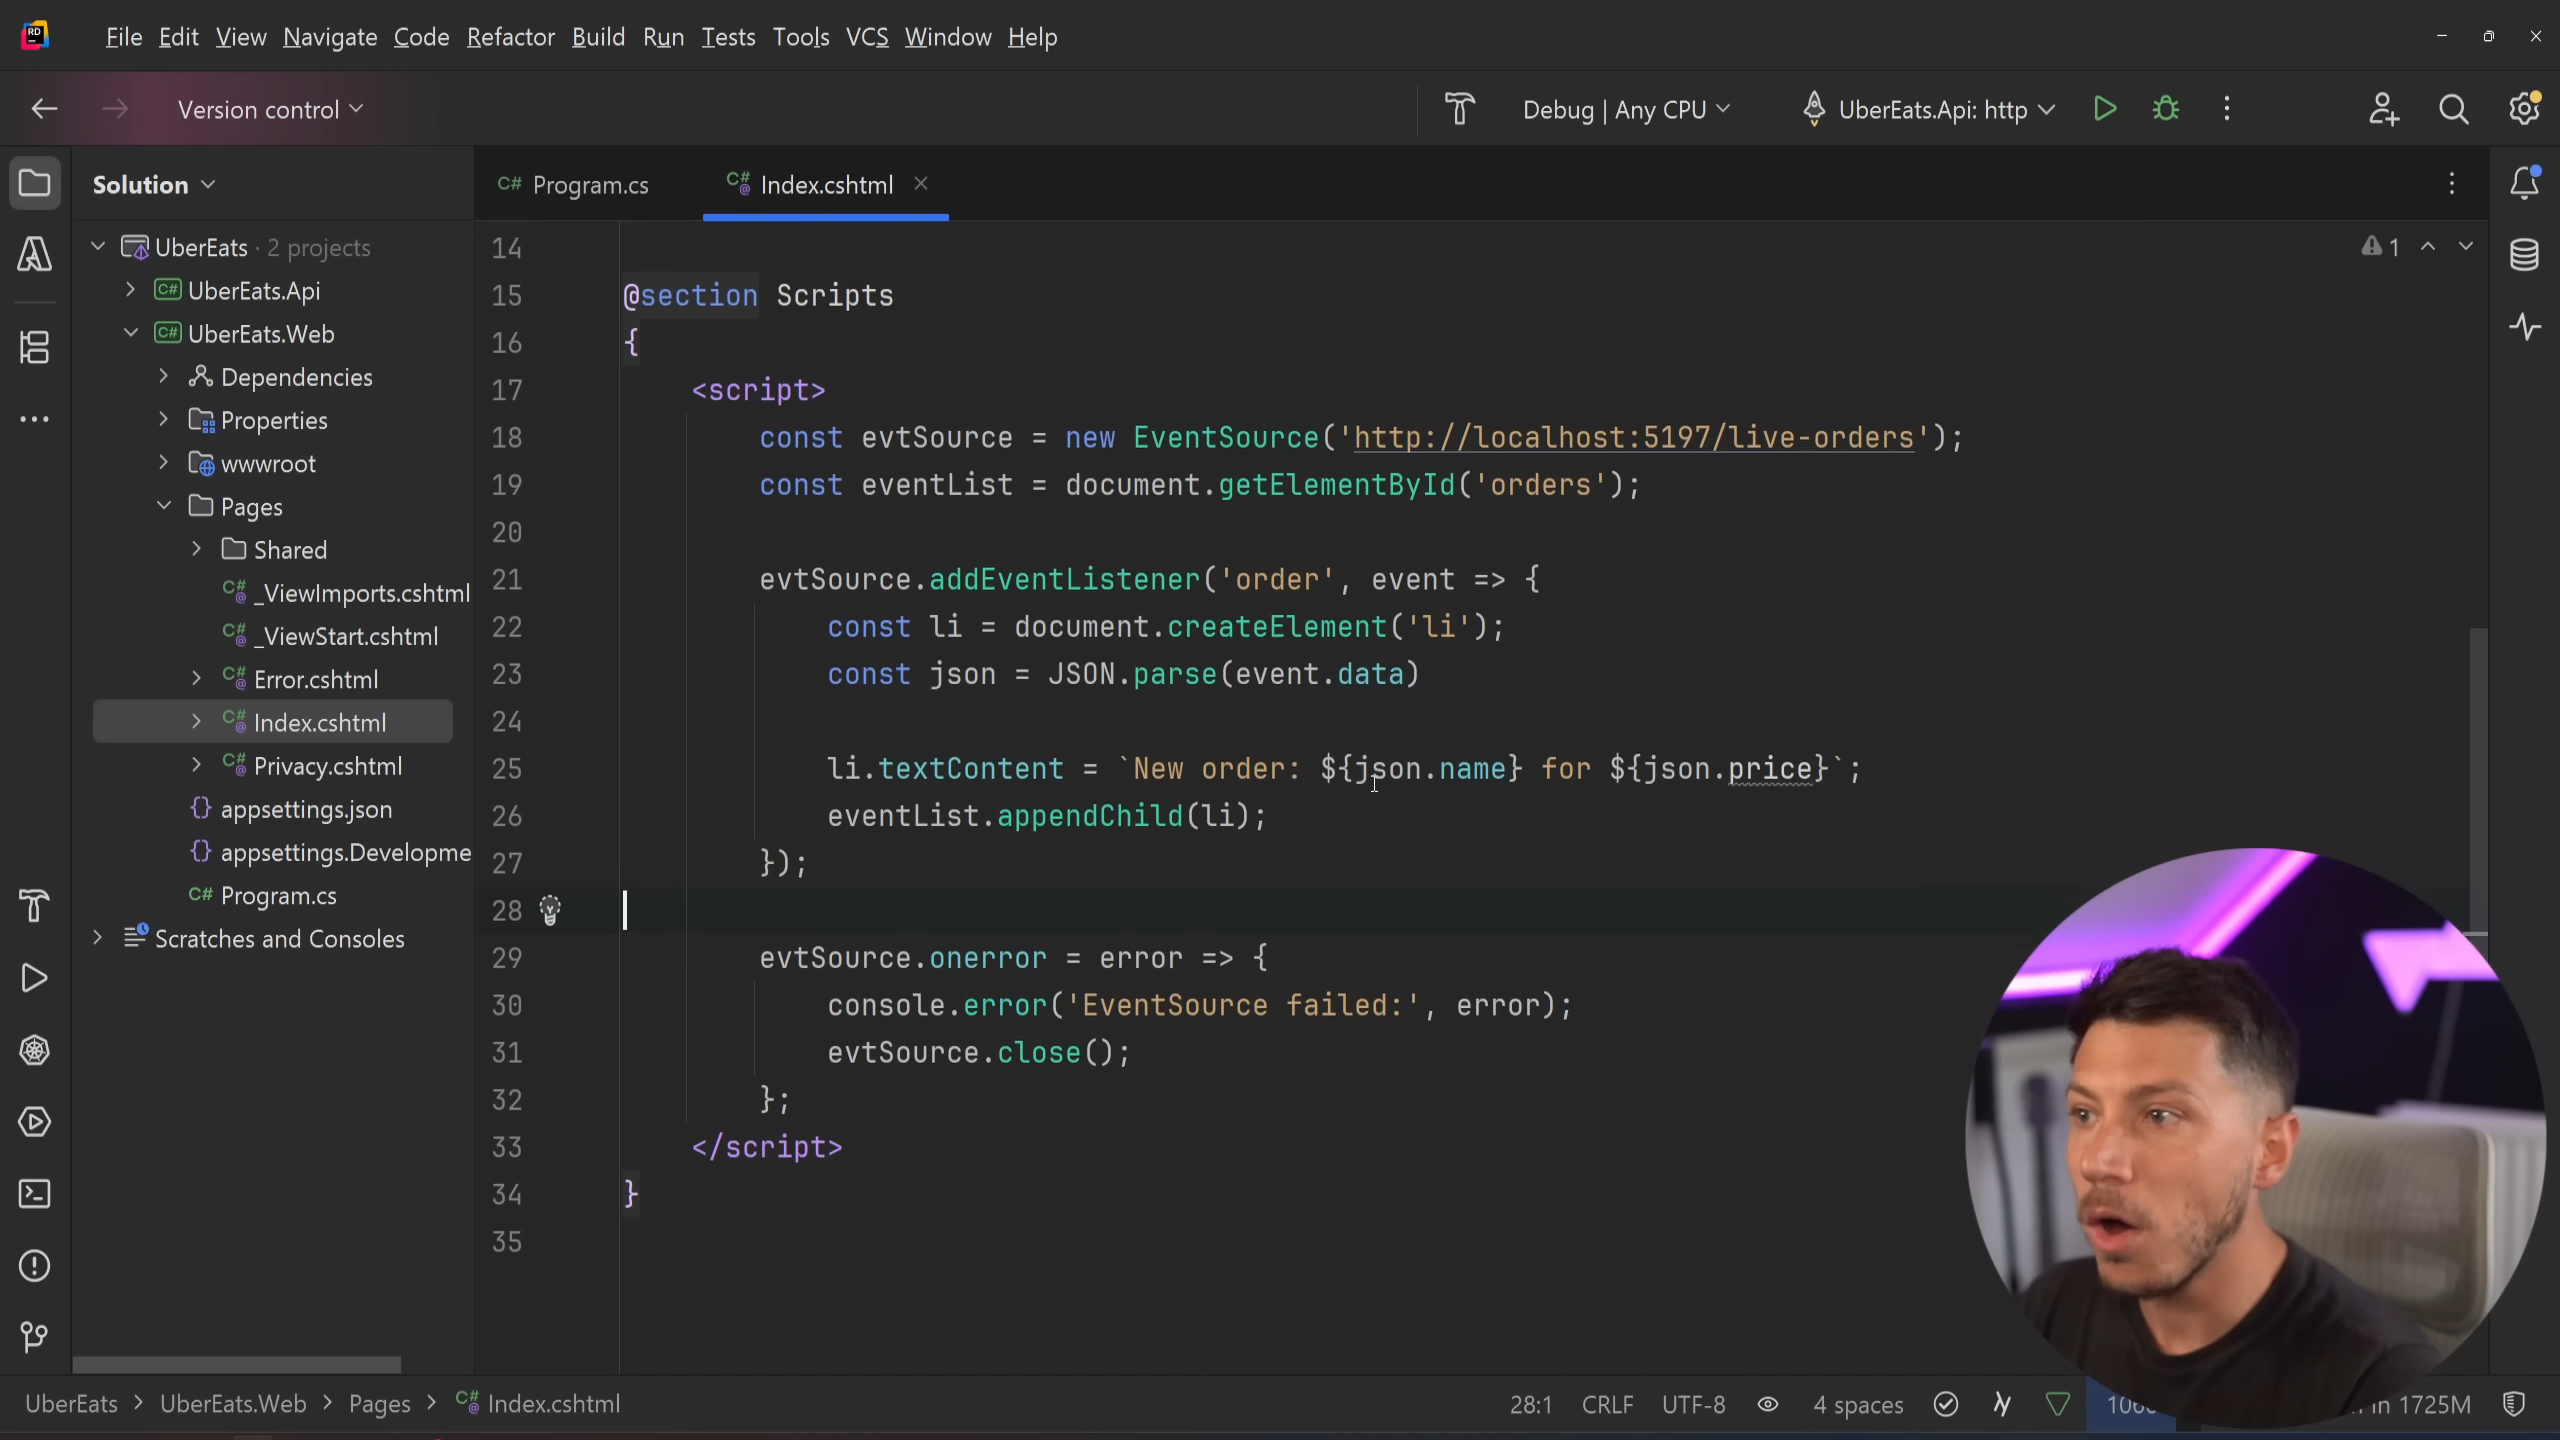 RD
File Edit View Navigate Code Refactor Build Run Tests Tools VCS Window Help
Version control
Debug | Any CPU
UberEats.Api: http
Solution
C# Program.cs
C# Index.cshtml
UberEats · 2 projects
C# UberEats.Api
C# UberEats.Web
Dependencies
Properties
wwwroot
Pages
Shared
C# _ViewImports.cshtml
C# _ViewStart.cshtml
C# Error.cshtml
C# Index.cshtml
C# Privacy.cshtml
{} appsettings.json
{} appsettings.Developme
C# Program.cs
Scratches and Consoles
1
14
15 @section Scripts
16 {
17 <script>
18 const evtSource = new EventSource('http://localhost:5197/live-orders');
19 const eventList = document.getElementById('orders');
20
21 evtSource.addEventListener('order', event => {
22 const li = document.createElement('li');
23 const json = JSON.parse(event.data)
24
25 li.textContent = `New order: ${json.name} for ${json.price}`;
26 eventList.appendChild(li);
27 });
28
29 evtSource.onerror = error => {
30 console.error('EventSource failed:', error);
31 evtSource.close();
32 };
33 </script>
34 }
35
UberEats > UberEats.Web > Pages > C# Index.cshtml
28:1 CRLF UTF-8 4 spaces
in 1725M